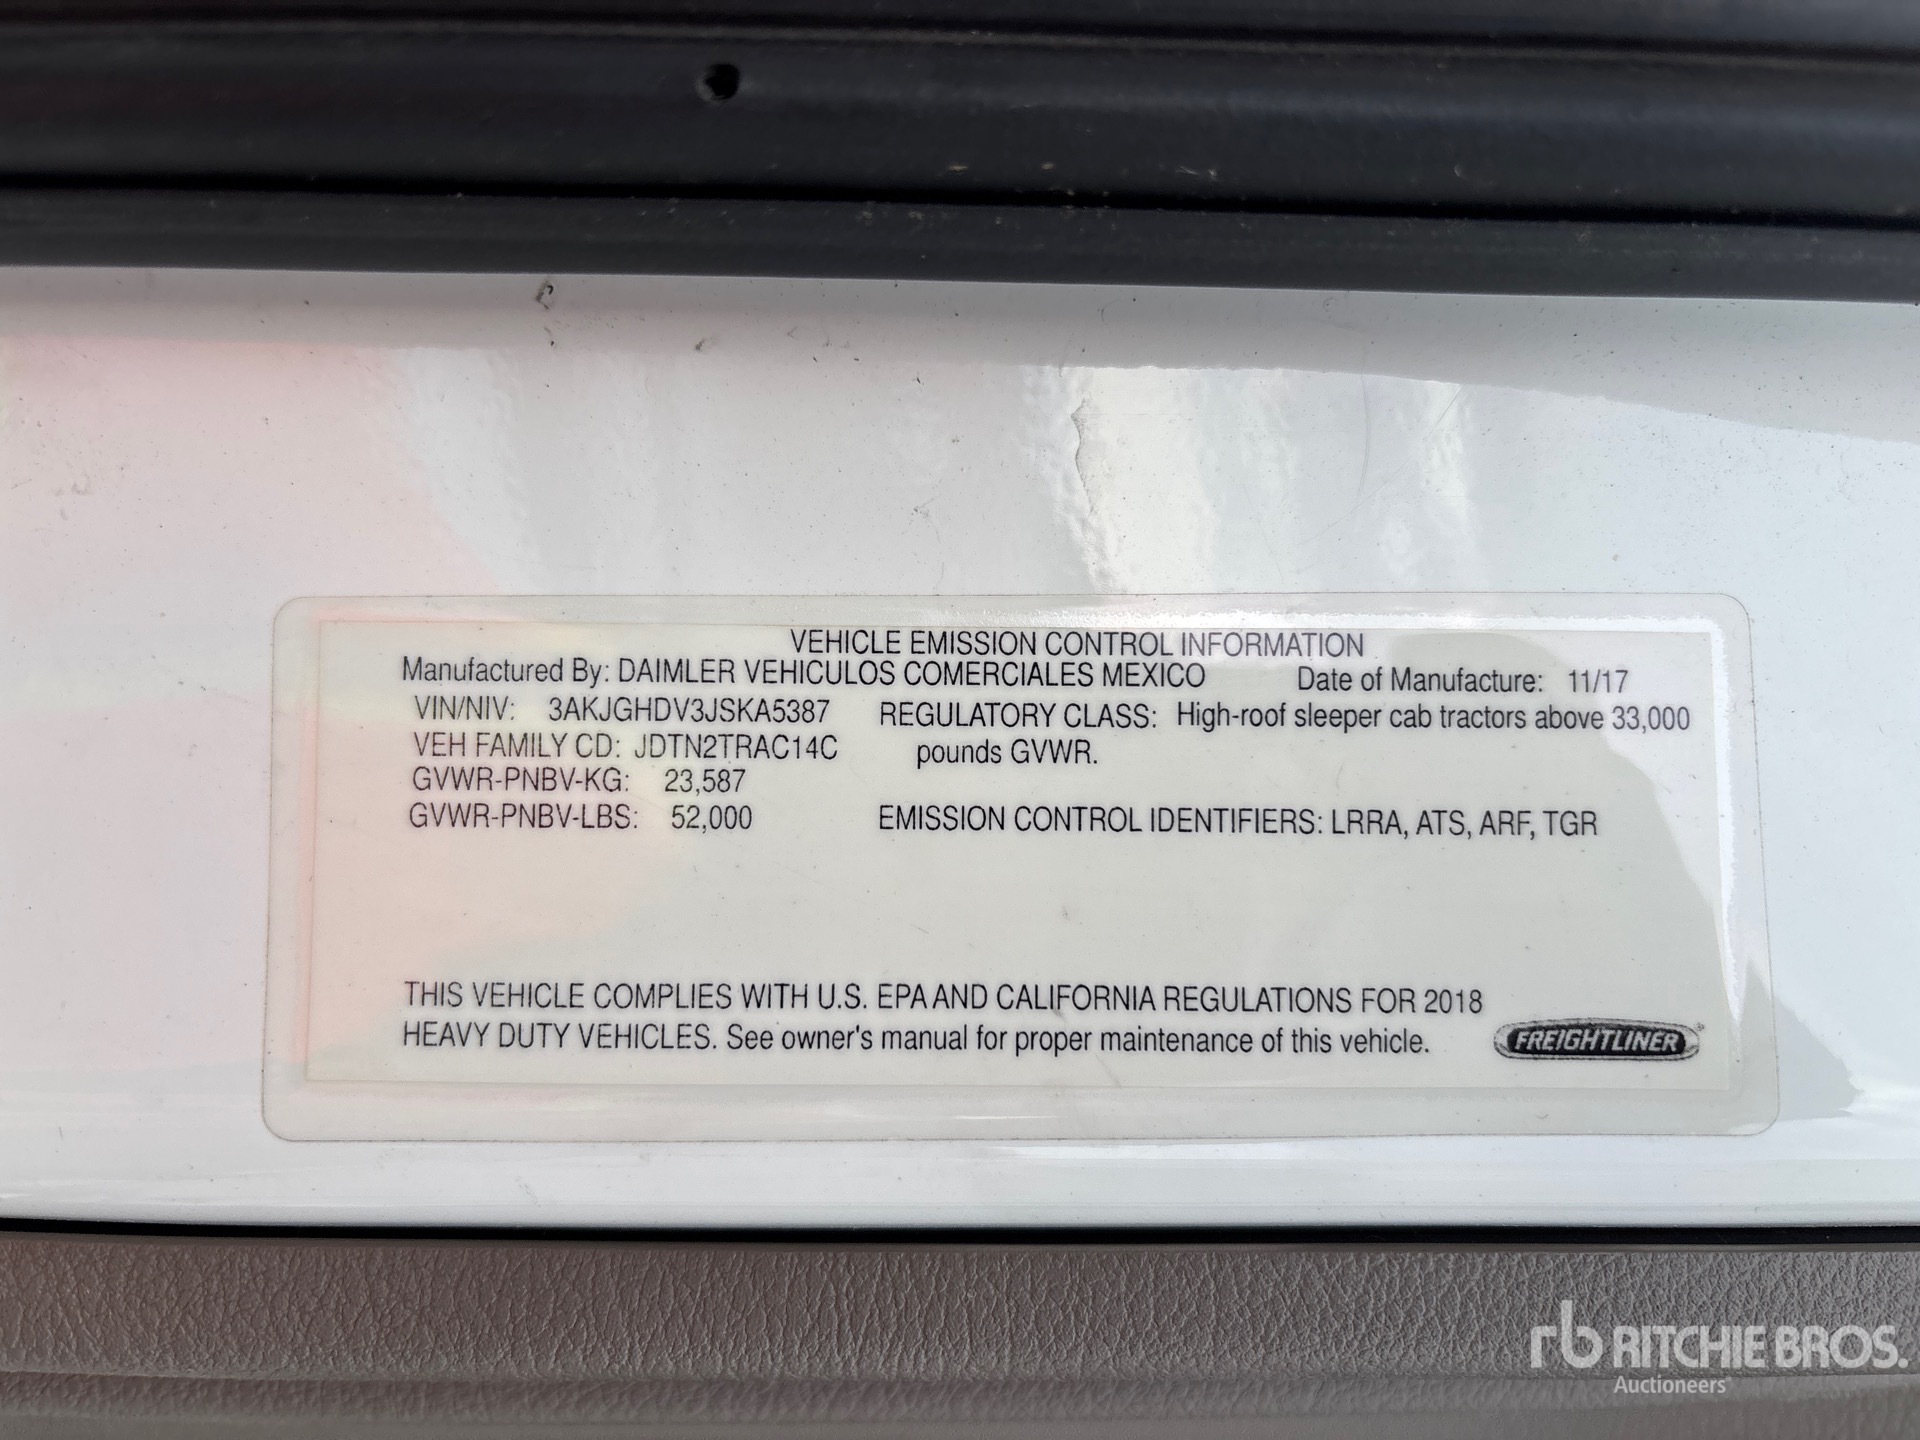 VEHICLE EMISSION CONTROL INFORMATION
Manufactured By: DAIMLER VEHICULOS COMERCIALES MEXICO Date of Manufacture: 11/17
VIN/NIV: 3AKJGHDV3JSKA5387 REGULATORY CLASS: High-roof sleeper cab tractors above 33,000
VEH FAMILY CD: JDTN2TRAC14C pounds GVWR.
GVWR-PNBV-KG: 23,587
GVWR-PNBV-LBS: 52,000 EMISSION CONTROL IDENTIFIERS: LRRA, ATS, ARF, TGR
THIS VEHICLE COMPLIES WITH U.S. EPA AND CALIFORNIA REGULATIONS FOR 2018
HEAVY DUTY VEHICLES. See owner's manual for proper maintenance of this vehicle.
FREIGHTLINER
rb RITCHIE BROS.
Auctioneers